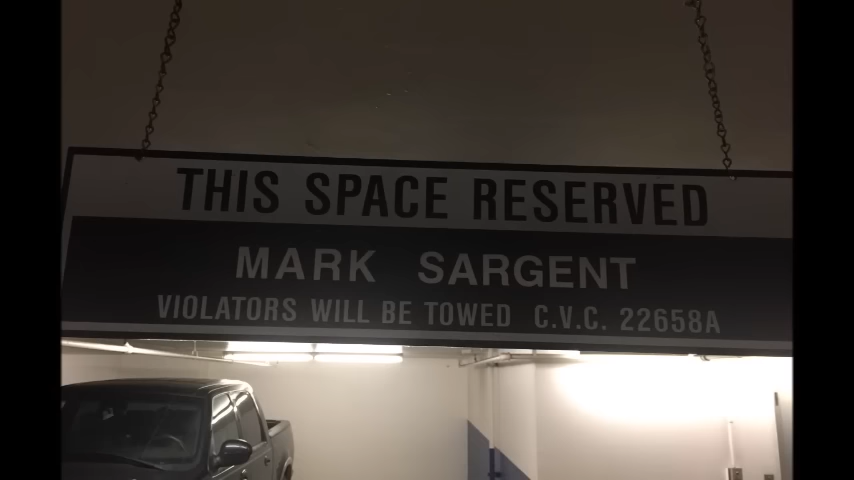 THIS SPACE RESERVED
MARK SARGENT
VIOLATORS WILL BE TOWED C.V.C. 22658A